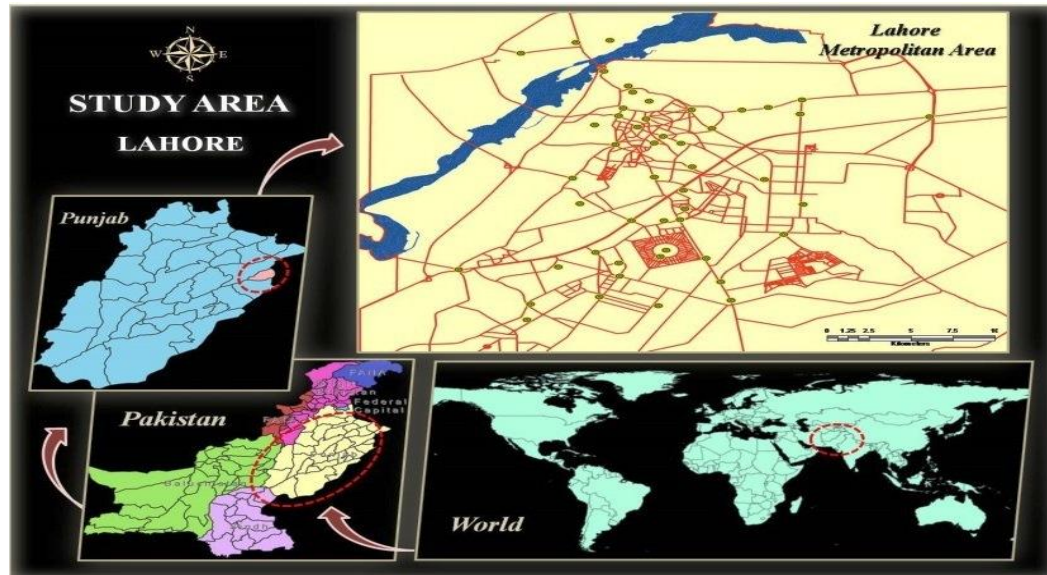 N
W E
S
STUDY AREA
LAHORE
Lahore
Metropolitan Area
0 1.25 2.5 5 7.5 10
Kilometers
Punjab
Pakistan
FANA
Federal
Capital
World